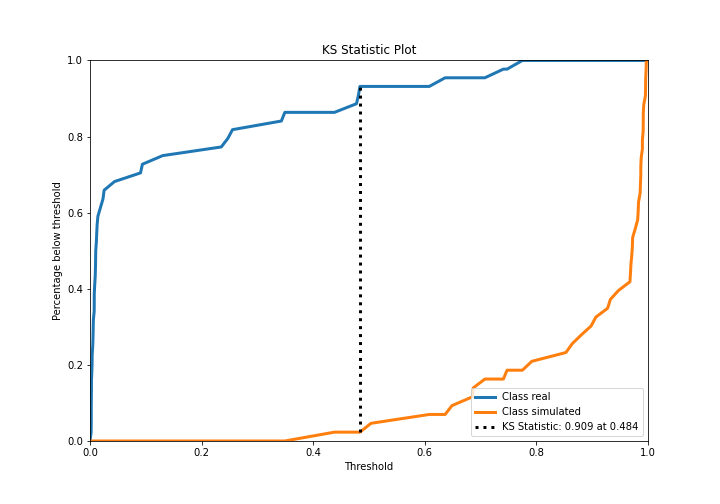 KS Statistic Plot
1.0
0.8
0.6
0.4
0.2
0.0
Percentage below threshold
0.0 0.2 0.4 0.6 0.8 1.0
Threshold
Class real
Class simulated
KS Statistic: 0.909 at 0.484